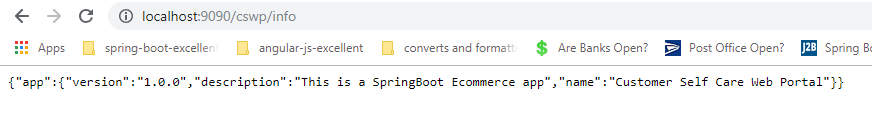 localhost:9090/cswp/info
Apps spring-boot-excellen angular-js-excellent converts and formatt Are Banks Open? Post Office Open? J2B Spring Bo
{"app":{"version":"1.0.0","description":"This is a SpringBoot Ecommerce app","name":"Customer Self Care Web Portal"}}